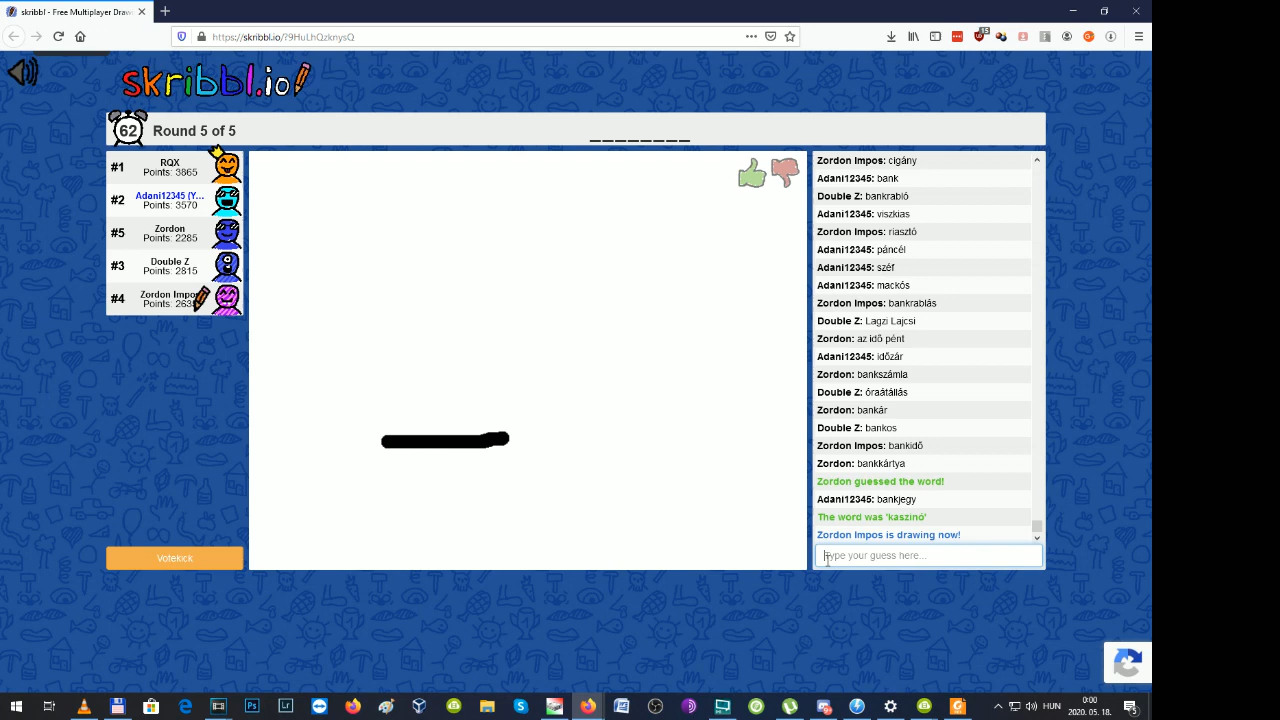 skribbl - Free Multiplayer Draw
https://skribbl.io/?9HuLhQzknysQ
15
skribbl.io
62
Round 5 of 5
________
#1
RQX
Points: 3865
#2
Adani12345 (Y...
Points: 3570
#5
Zordon
Points: 2285
#3
Double Z
Points: 2815
#4
Zordon Impos
Points: 263
Votekick
Zordon Impos: cigány
Adani12345: bank
Double Z: bankrabló
Adani12345: viszkias
Zordon Impos: riasztó
Adani12345: páncél
Adani12345: széf
Adani12345: mackós
Zordon Impos: bankrablás
Double Z: Lagzi Lajcsi
Zordon: az idő pént
Adani12345: időzár
Zordon: bankszámla
Double Z: óraátállás
Zordon: bankár
Double Z: bankos
Zordon Impos: bankidő
Zordon: bankkártya
Zordon guessed the word!
Adani12345: bankjegy
The word was 'kaszinó'
Zordon Impos is drawing now!
Type your guess here...
HUN
0:00
2020. 05. 18.